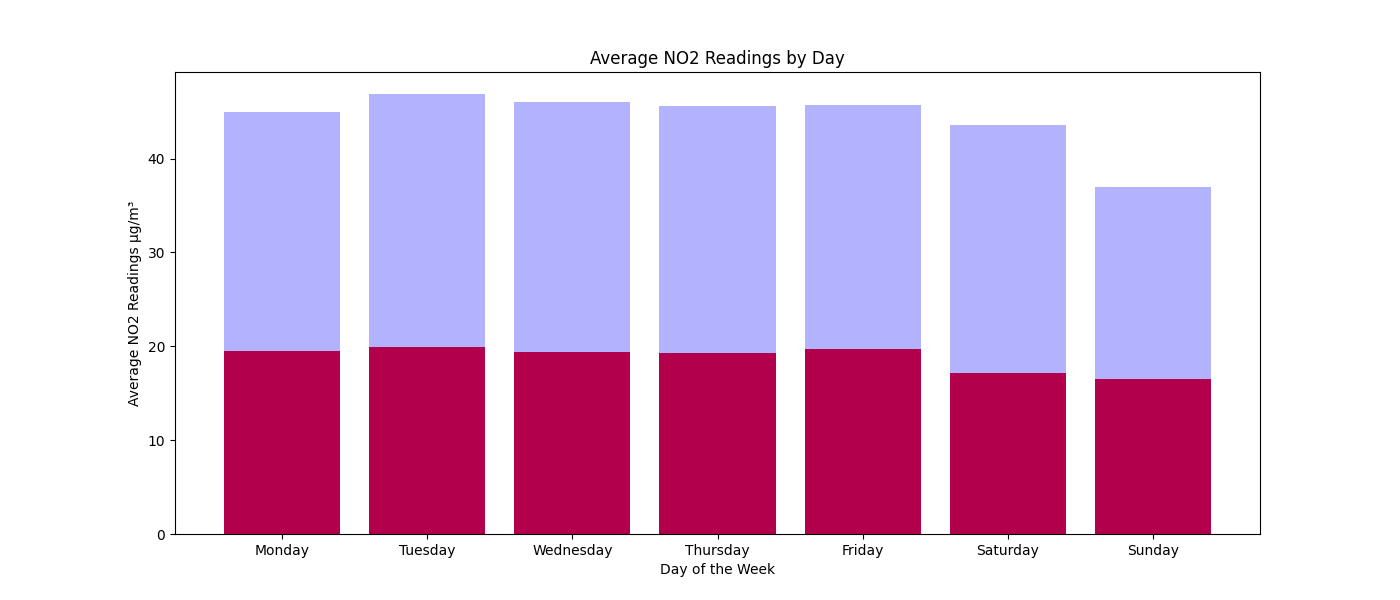 Average NO2 Readings by Day
Average NO2 Readings µg/m³
40
30
20
10
0
Monday Tuesday Wednesday Thursday Friday Saturday Sunday
Day of the Week